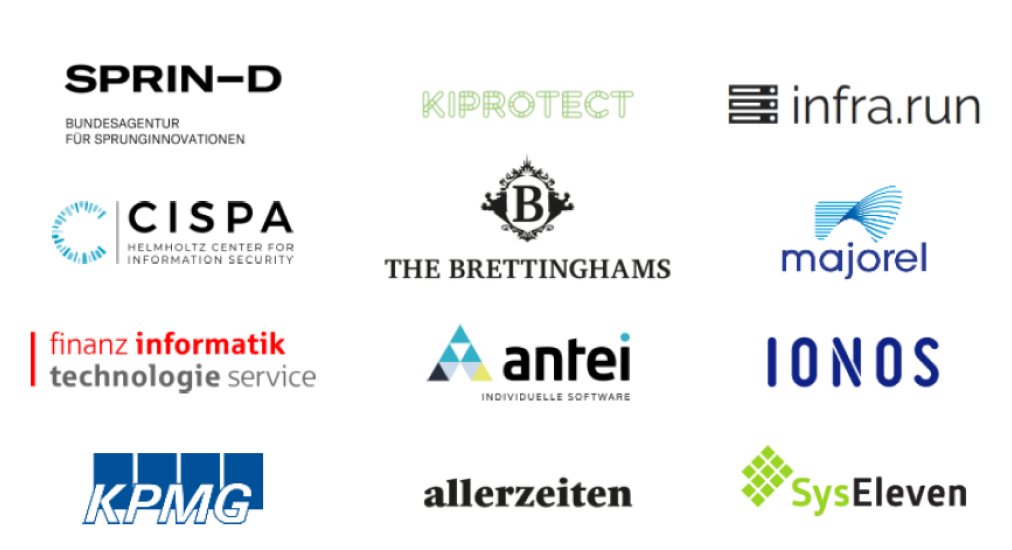 SPRIN–D
BUNDESAGENTUR
FÜR SPRUNGINNOVATIONEN
KIPROTECT
infra.run
CISPA
HELMHOLTZ CENTER FOR
INFORMATION SECURITY
B
THE BRETTINGHAMS
majorel
finanz informatik
technologie service
antei
INDIVIDUELLE SOFTWARE
IONOS
KPMG
allerzeiten
SysEleven